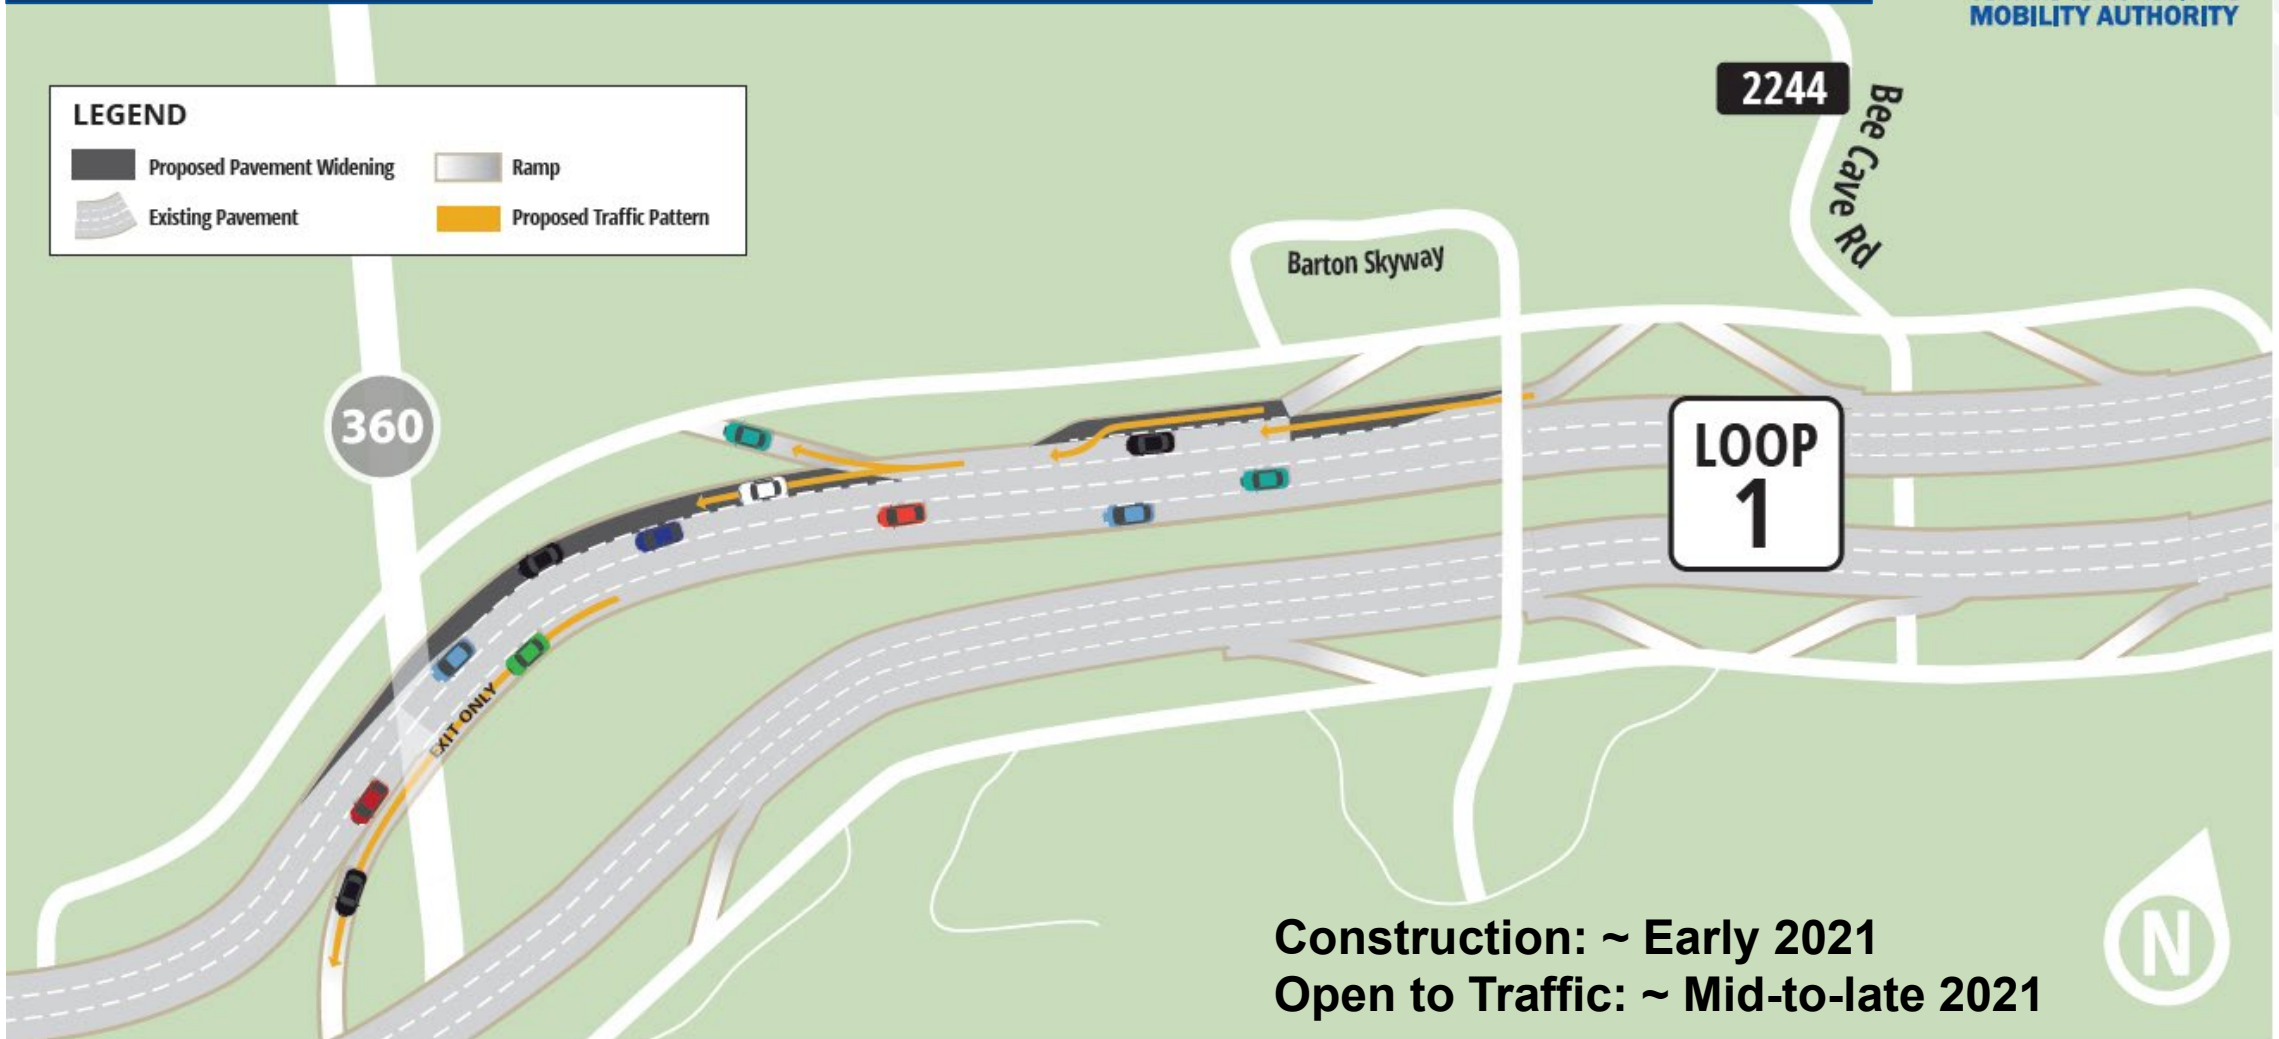 MOBILITY AUTHORITY
2244
Bee Cave Rd
LEGEND
Proposed Pavement Widening
Ramp
Existing Pavement
Proposed Traffic Pattern
Barton Skyway
360
LOOP
1
EXIT ONLY
Construction: ~ Early 2021
Open to Traffic: ~ Mid-to-late 2021
N